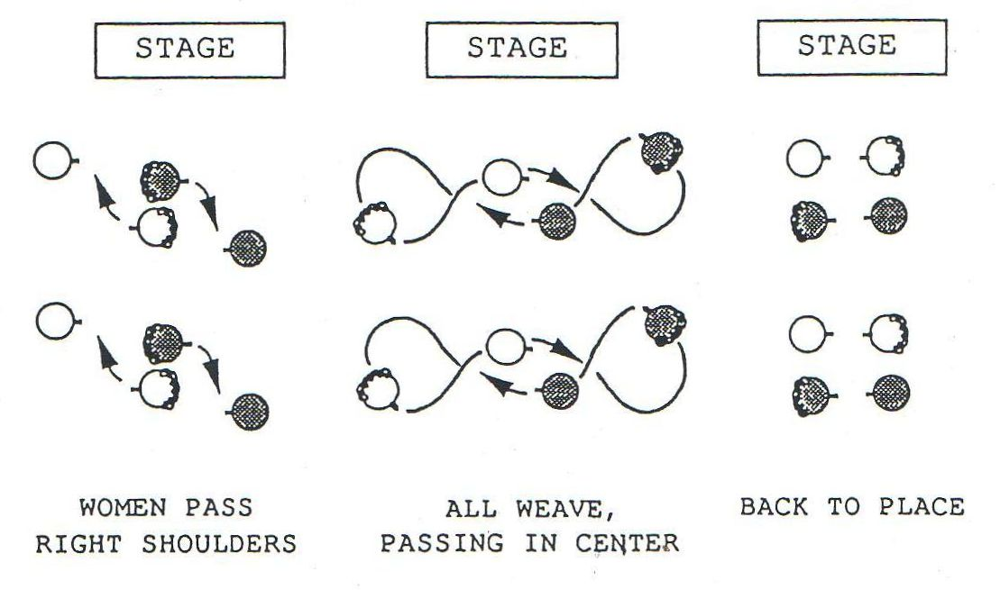 STAGE
STAGE
STAGE
WOMEN PASS
RIGHT SHOULDERS
ALL WEAVE,
PASSING IN CENTER
BACK TO PLACE